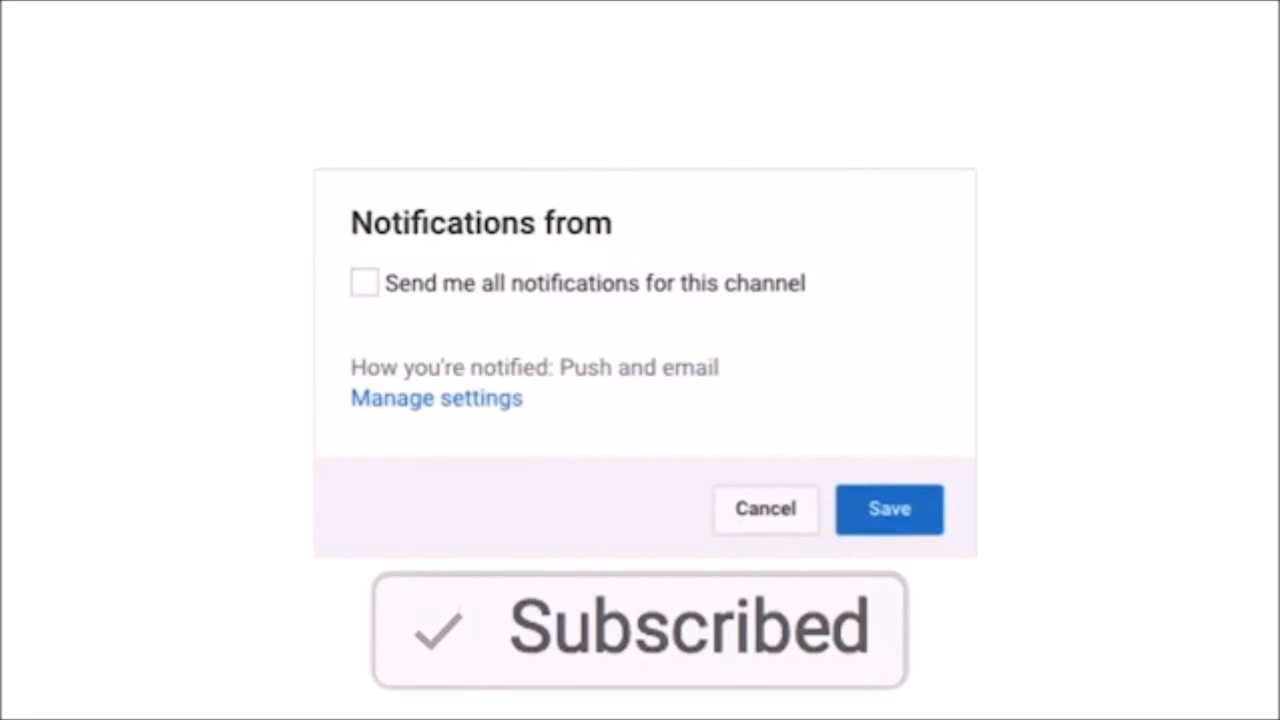 Notifications from
Send me all notifications for this channel
How you're notified: Push and email
Manage settings
Cancel Save
Subscribed